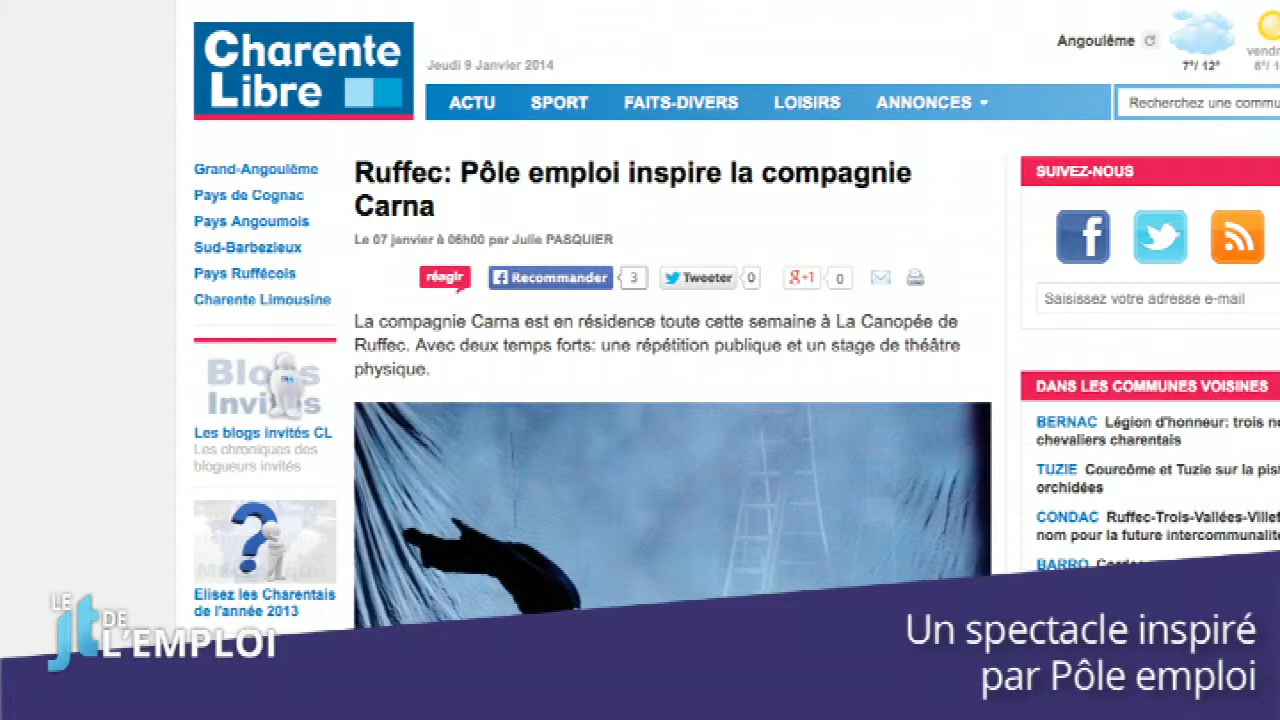 Charente
Libre
Jeudi 9 Janvier 2014
Angoulême
7°/ 12°
ACTU SPORT FAITS-DIVERS LOISIRS ANNONCES
Recherchez une
Grand-Angoulême
Pays de Cognac
Pays Angoumois
Sud-Barbezieux
Pays Ruffécois
Charente Limousine
Ruffec: Pôle emploi inspire la compagnie
Carna
Le 07 janvier à 06h00 par Julie PASQUIER
réagir Recommander 3 Tweeter 0 g+1 0
La compagnie Carna est en résidence toute cette semaine à La Canopée de
Ruffec. Avec deux temps forts: une répétition publique et un stage de théâtre
physique.
Blogs
Invités
Les blogs invités CL
Les chroniques des
blogueurs invités
Elisez les Charentais
de l'année 2013
SUIVEZ-NOUS
Saisissez votre adresse e-mail
DANS LES COMMUNES VOISINES
BERNAC Légion d'honneur: trois
chevaliers charentais
TUZIE Courcôme et Tuzie sur la
orchidées
CONDAC Ruffec-Trois-Vallées-
nom pour la future
BARRO
LE
jt DE
L'EMPLOI
Un spectacle inspiré
par Pôle emploi